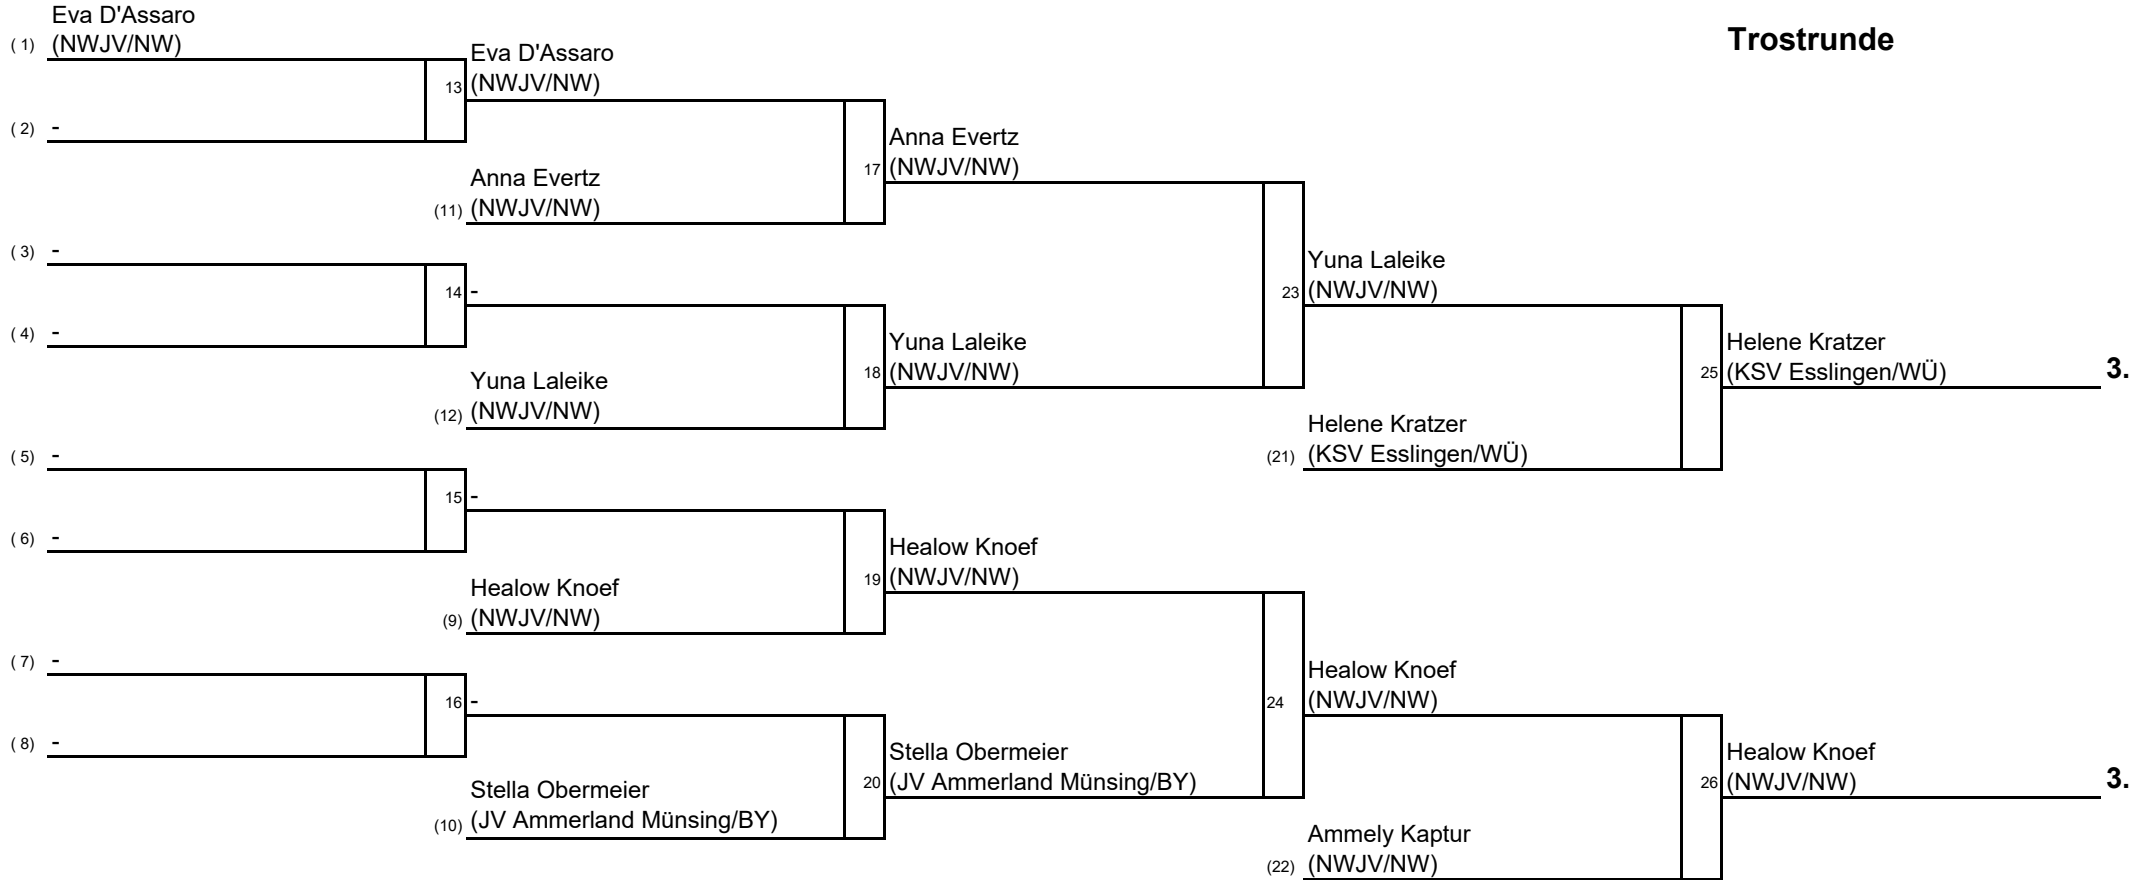 Trostrunde
Eva D'Assaro
( 1) (NWJV/NW)
( 2) -
13 Eva D'Assaro
(NWJV/NW)
Anna Evertz
(11) (NWJV/NW)
17 Anna Evertz
(NWJV/NW)
( 3) -
( 4) -
14 -
Yuna Laleike
(12) (NWJV/NW)
18 Yuna Laleike
(NWJV/NW)
23 Yuna Laleike
(NWJV/NW)
Helene Kratzer
(21) (KSV Esslingen/WÜ)
25 Helene Kratzer
(KSV Esslingen/WÜ)
3.
( 5) -
( 6) -
15 -
Healow Knoef
(9) (NWJV/NW)
19 Healow Knoef
(NWJV/NW)
( 7) -
( 8) -
16 -
Stella Obermeier
(10) (JV Ammerland Münsing/BY)
20 Stella Obermeier
(JV Ammerland Münsing/BY)
24 Healow Knoef
(NWJV/NW)
Ammely Kaptur
(22) (NWJV/NW)
26 Healow Knoef
(NWJV/NW)
3.